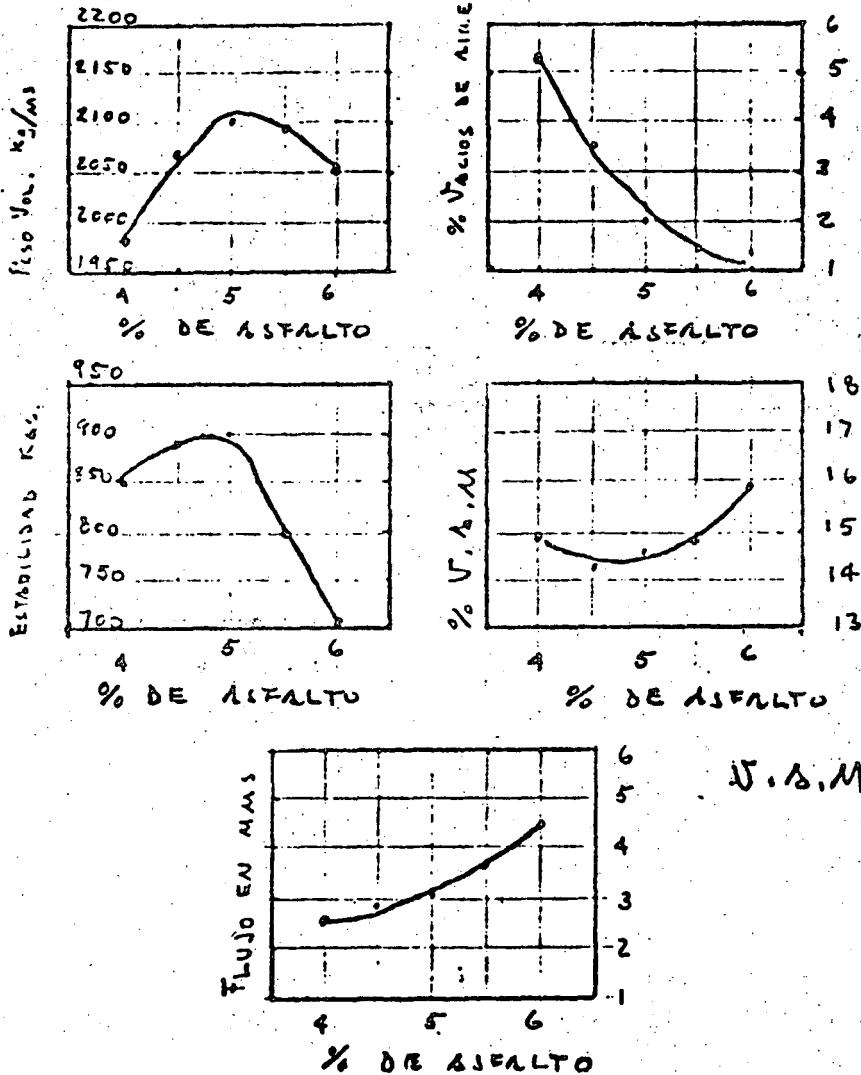 2200
2150
2100
2050
2000
1950
PESO VOL. Kg/M3
4 5 6
% DE ASFALTO
% VACIOS DE AIRE
6
5
4
3
2
1
4 5 6
% DE ASFALTO
950
900
850
800
750
700
ESTABILIDAD KGS.
4 5 6
% DE ASFALTO
% V.A.M
18
17
16
15
14
13
4 5 6
% DE ASFALTO
FLUJO EN MMS
6
5
4
3
2
1
4 5 6
% DE ASFALTO
V.A.M